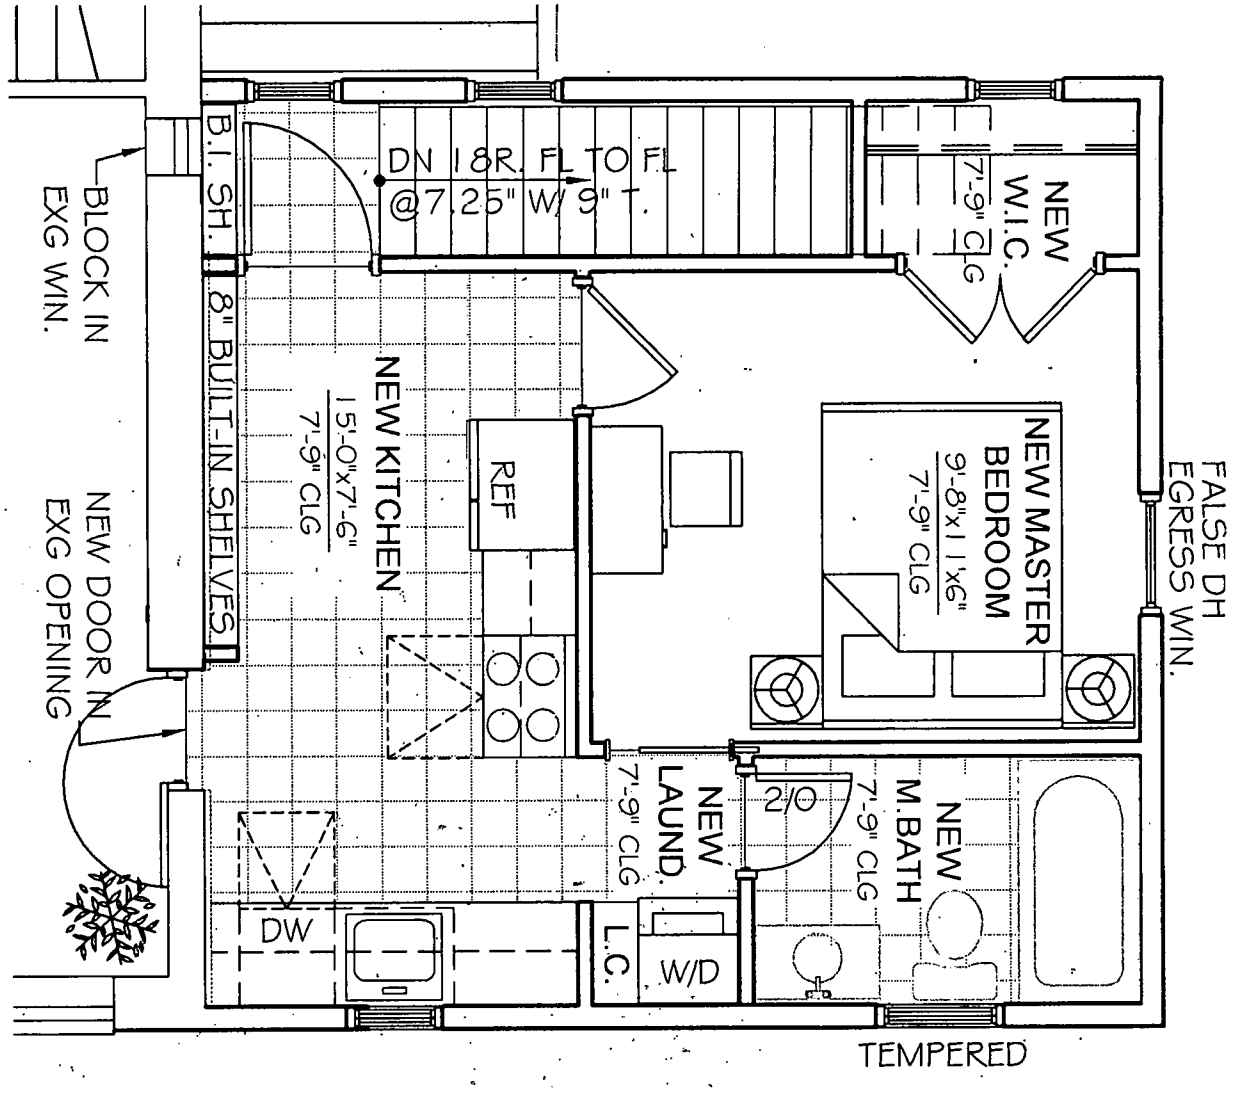 DN 18R. FL TO FL
@7.25" W/ 9" T.
B.I. SH.
BLOCK IN
EXG WIN.
8" BUILT-IN SHELVES
NEW
W.I.C.
7'-9" CLG
NEW KITCHEN
15'-0"x7'-6"
7'-9" CLG
REF
NEW MASTER
BEDROOM
9'-8"x11'x6"
7'-9" CLG
FALSE DH
EGRESS WIN.
NEW DOOR IN
EXG OPENING
NEW
LAUND.
7'-9" CLG
2/0
NEW
M.BATH
7'-9" CLG
DW
L.C.
W/D
TEMPERED